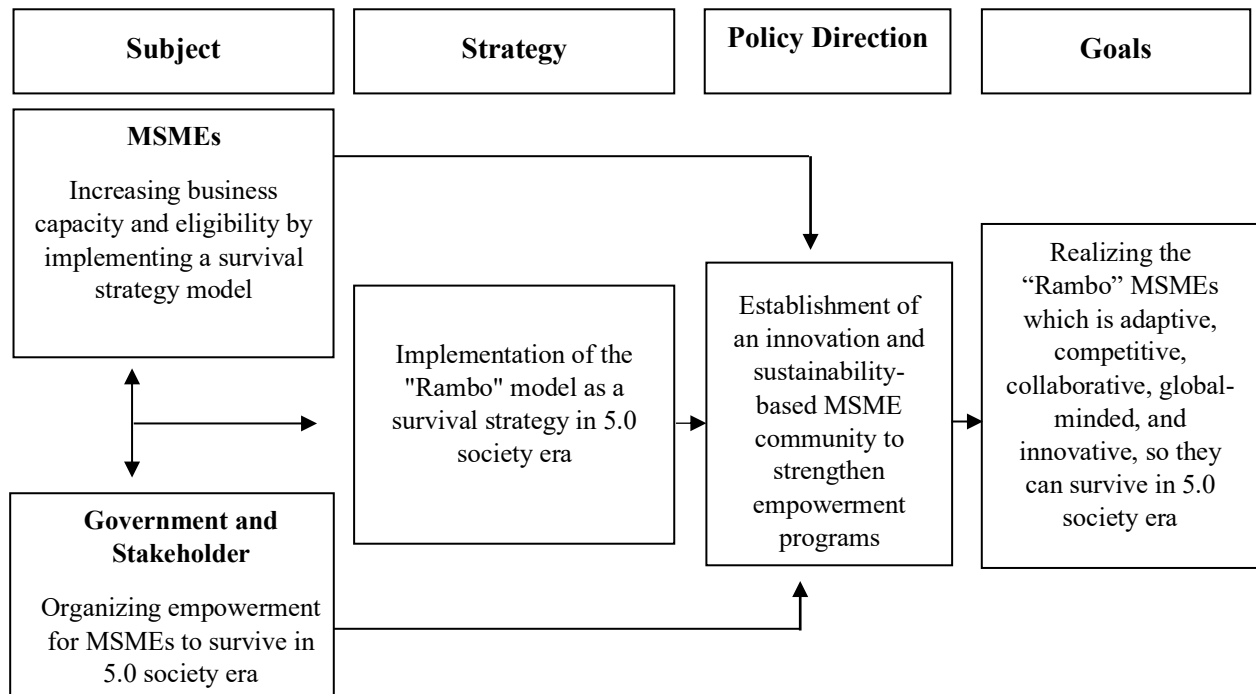 Subject
Strategy
Policy Direction
Goals
MSMEs
Increasing business
capacity and eligibility by
implementing a survival
strategy model
Government and
Stakeholder
Organizing empowerment
for MSMEs to survive in
5.0 society era
Implementation of the
"Rambo" model as a
survival strategy in 5.0
society era
Establishment of
an innovation and
sustainability-
based MSME
community to
strengthen
empowerment
programs
Realizing the
“Rambo” MSMEs
which is adaptive,
competitive,
collaborative, global-
minded, and
innovative, so they
can survive in 5.0
society era